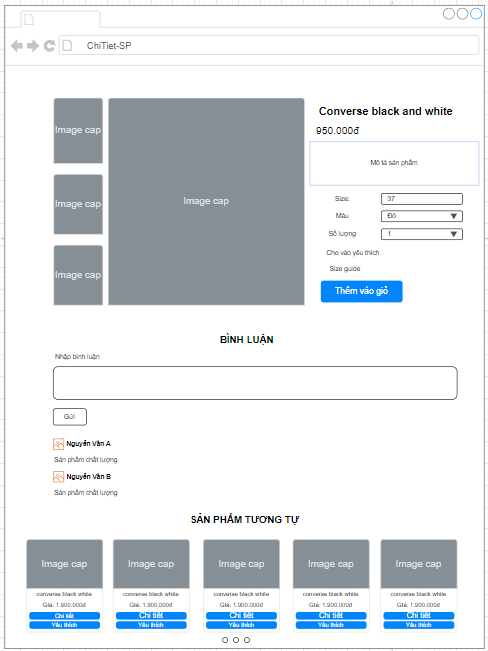 ChiTiet-SP
Image cap
Image cap
Image cap
Image cap
Converse black and white
950.000đ
Mô tả sản phẩm
Size: 37
Màu Đỏ
Số lượng 1
Cho vào yêu thích
Size guide
Thêm vào giỏ
BÌNH LUẬN
Nhập bình luận
Gửi
Nguyễn Văn A
Sản phẩm chất lượng
Nguyễn Văn B
Sản phẩm chất lượng
SẢN PHẨM TƯƠNG TỰ
Image cap Image cap Image cap Image cap Image cap
converse black white converse black white converse black white converse black white converse black white
Giá: 1.900.000đ Giá: 1.900.000đ Giá: 1.900.000đ Giá: 1.900.000đ Giá: 1.900.000đ
Chi tiết Chi tiết Chi tiết Chi tiết Chi tiết
Yêu thích Yêu thích Yêu thích Yêu thích Yêu thích